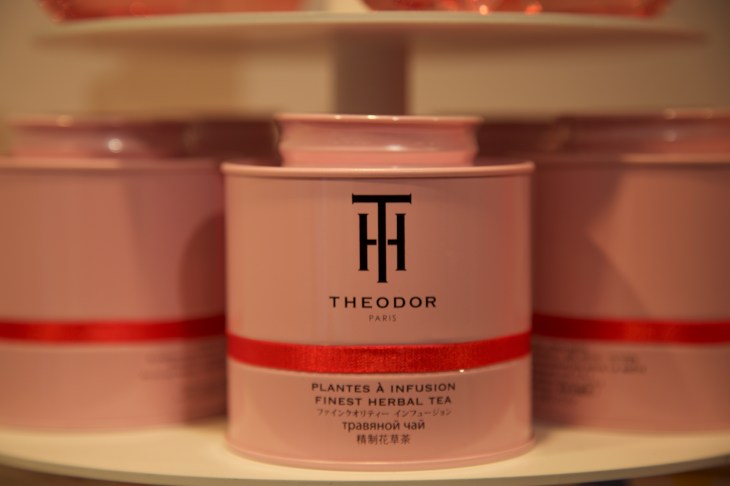 TH
THEODOR
PARIS
PLANTES À INFUSION
FINEST HERBAL TEA
ファインクオリティー インフュージョン
травяной чай
精制花草茶